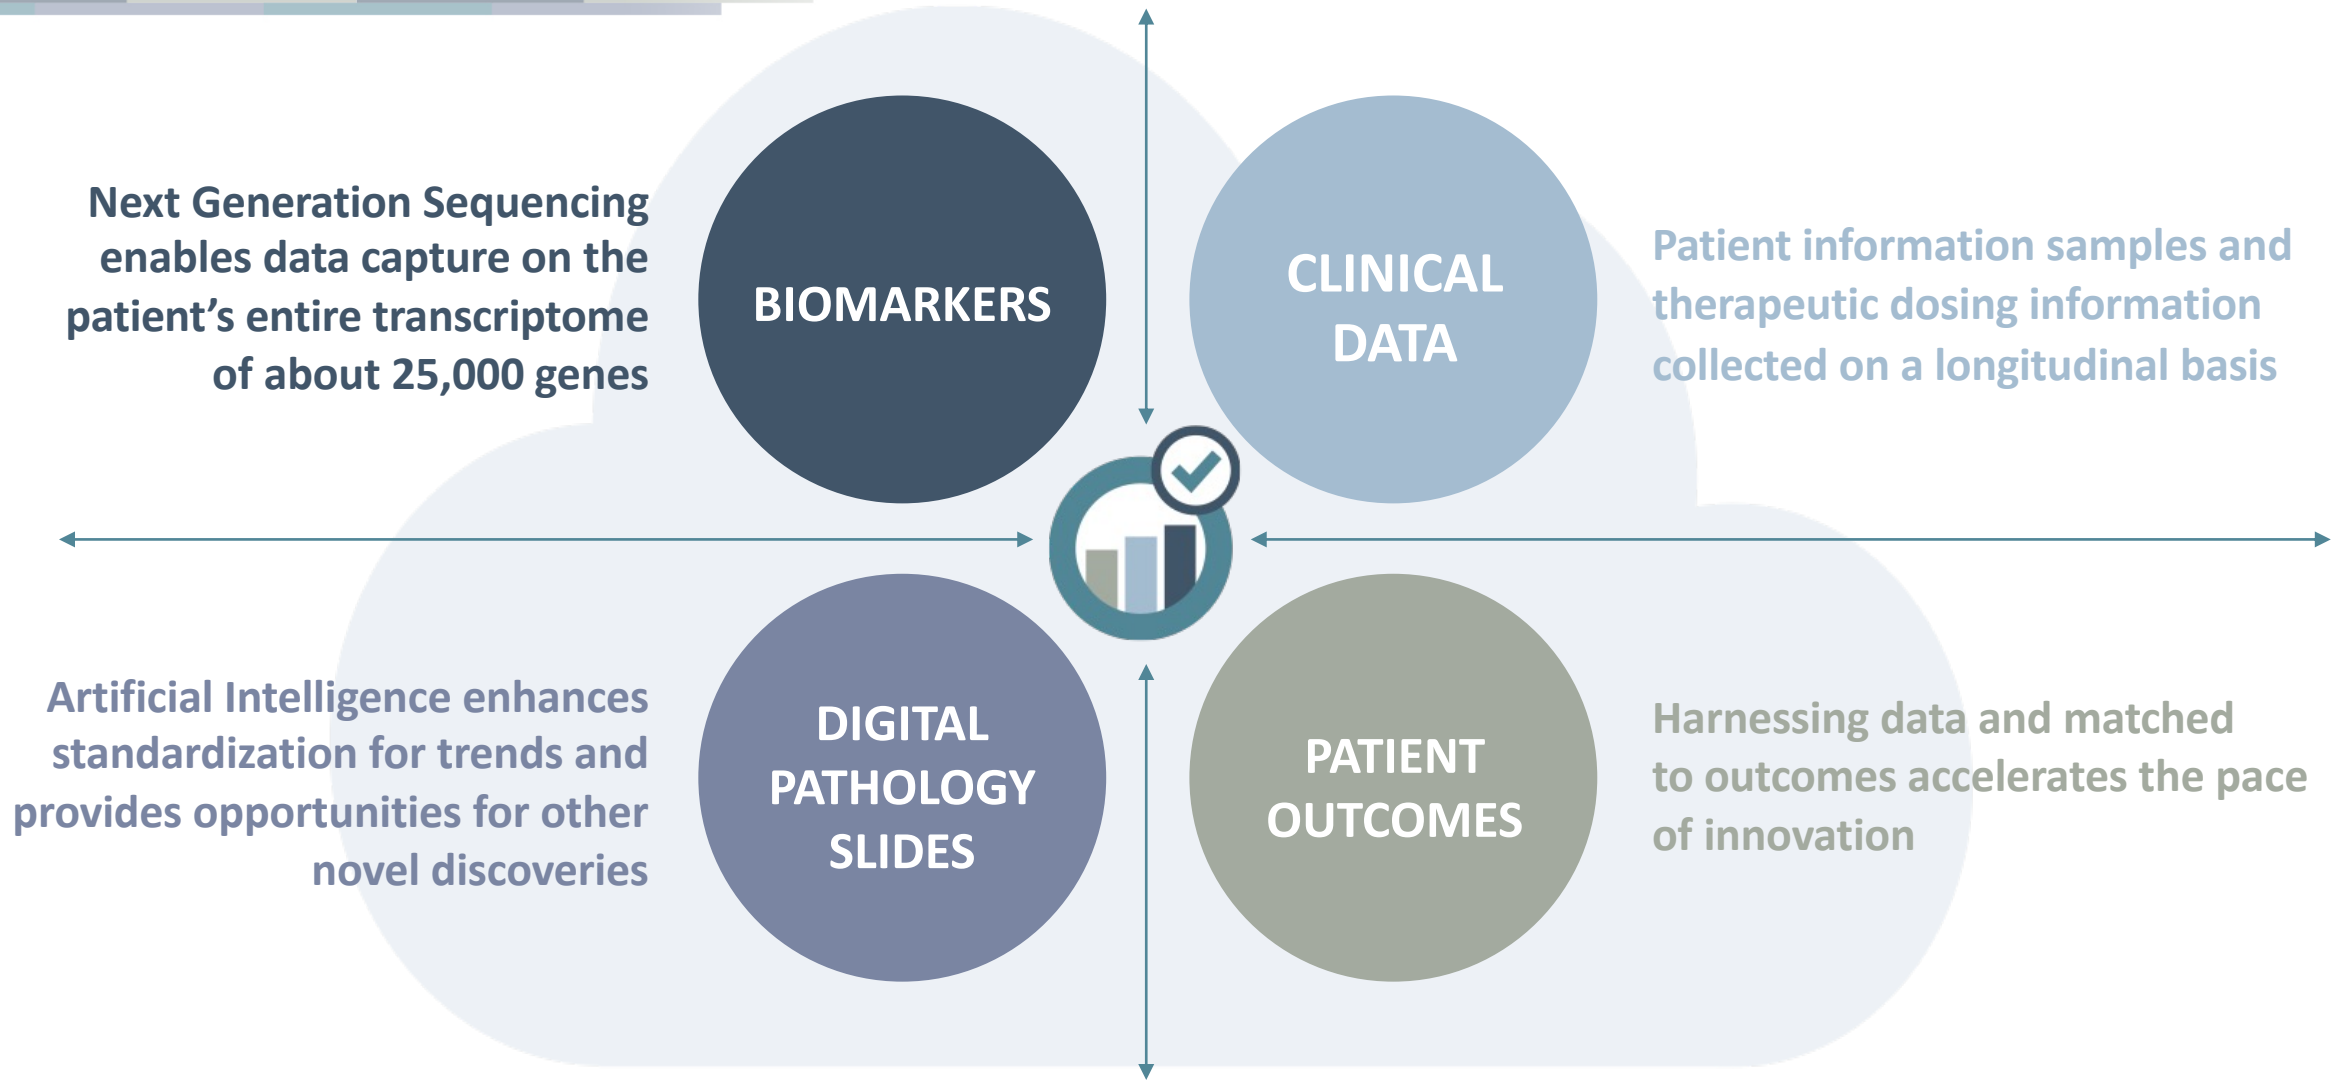 Next Generation Sequencing
enables data capture on the
patient’s entire transcriptome
of about 25,000 genes
BIOMARKERS
CLINICAL
DATA
Patient information samples and
therapeutic dosing information
collected on a longitudinal basis
Artificial Intelligence enhances
standardization for trends and
provides opportunities for other
novel discoveries
DIGITAL
PATHOLOGY
SLIDES
PATIENT
OUTCOMES
Harnessing data and matched
to outcomes accelerates the pace
of innovation